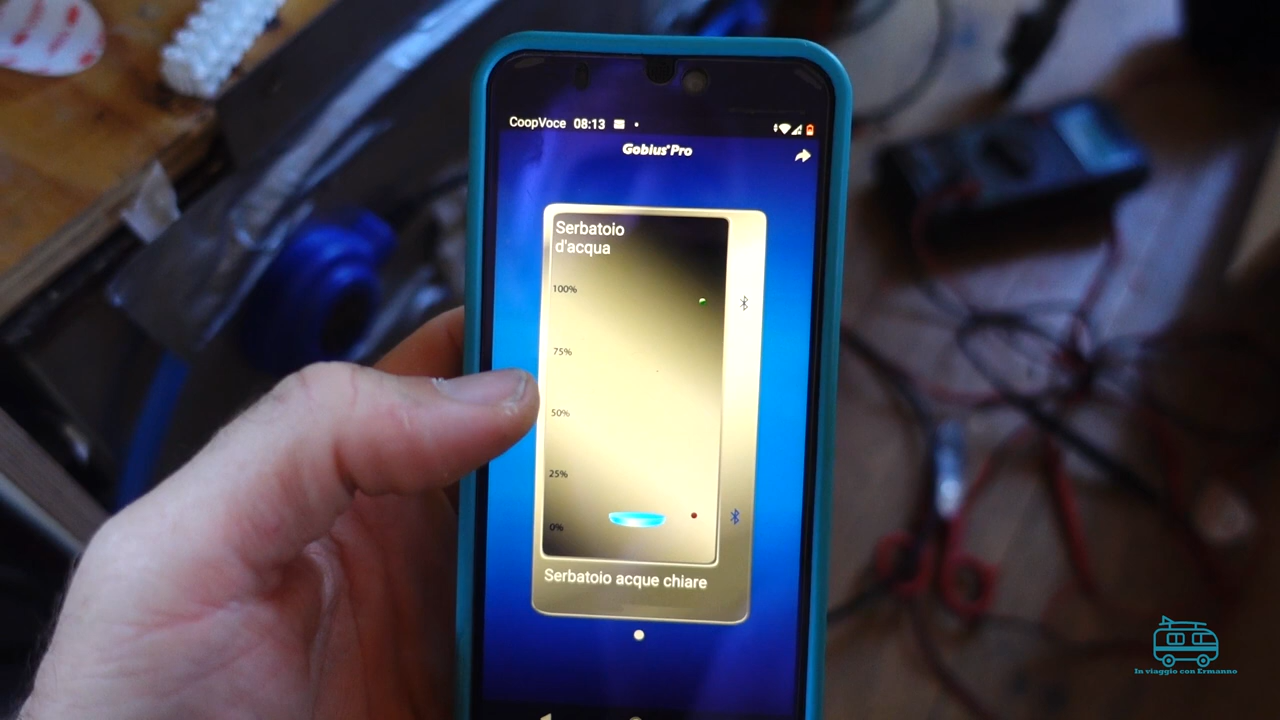 CoopVoce 08:13
Gobius® Pro
Serbatoio
d'acqua
100%
75%
50%
25%
0%
Serbatoio acque chiare
In viaggio con Ermanno